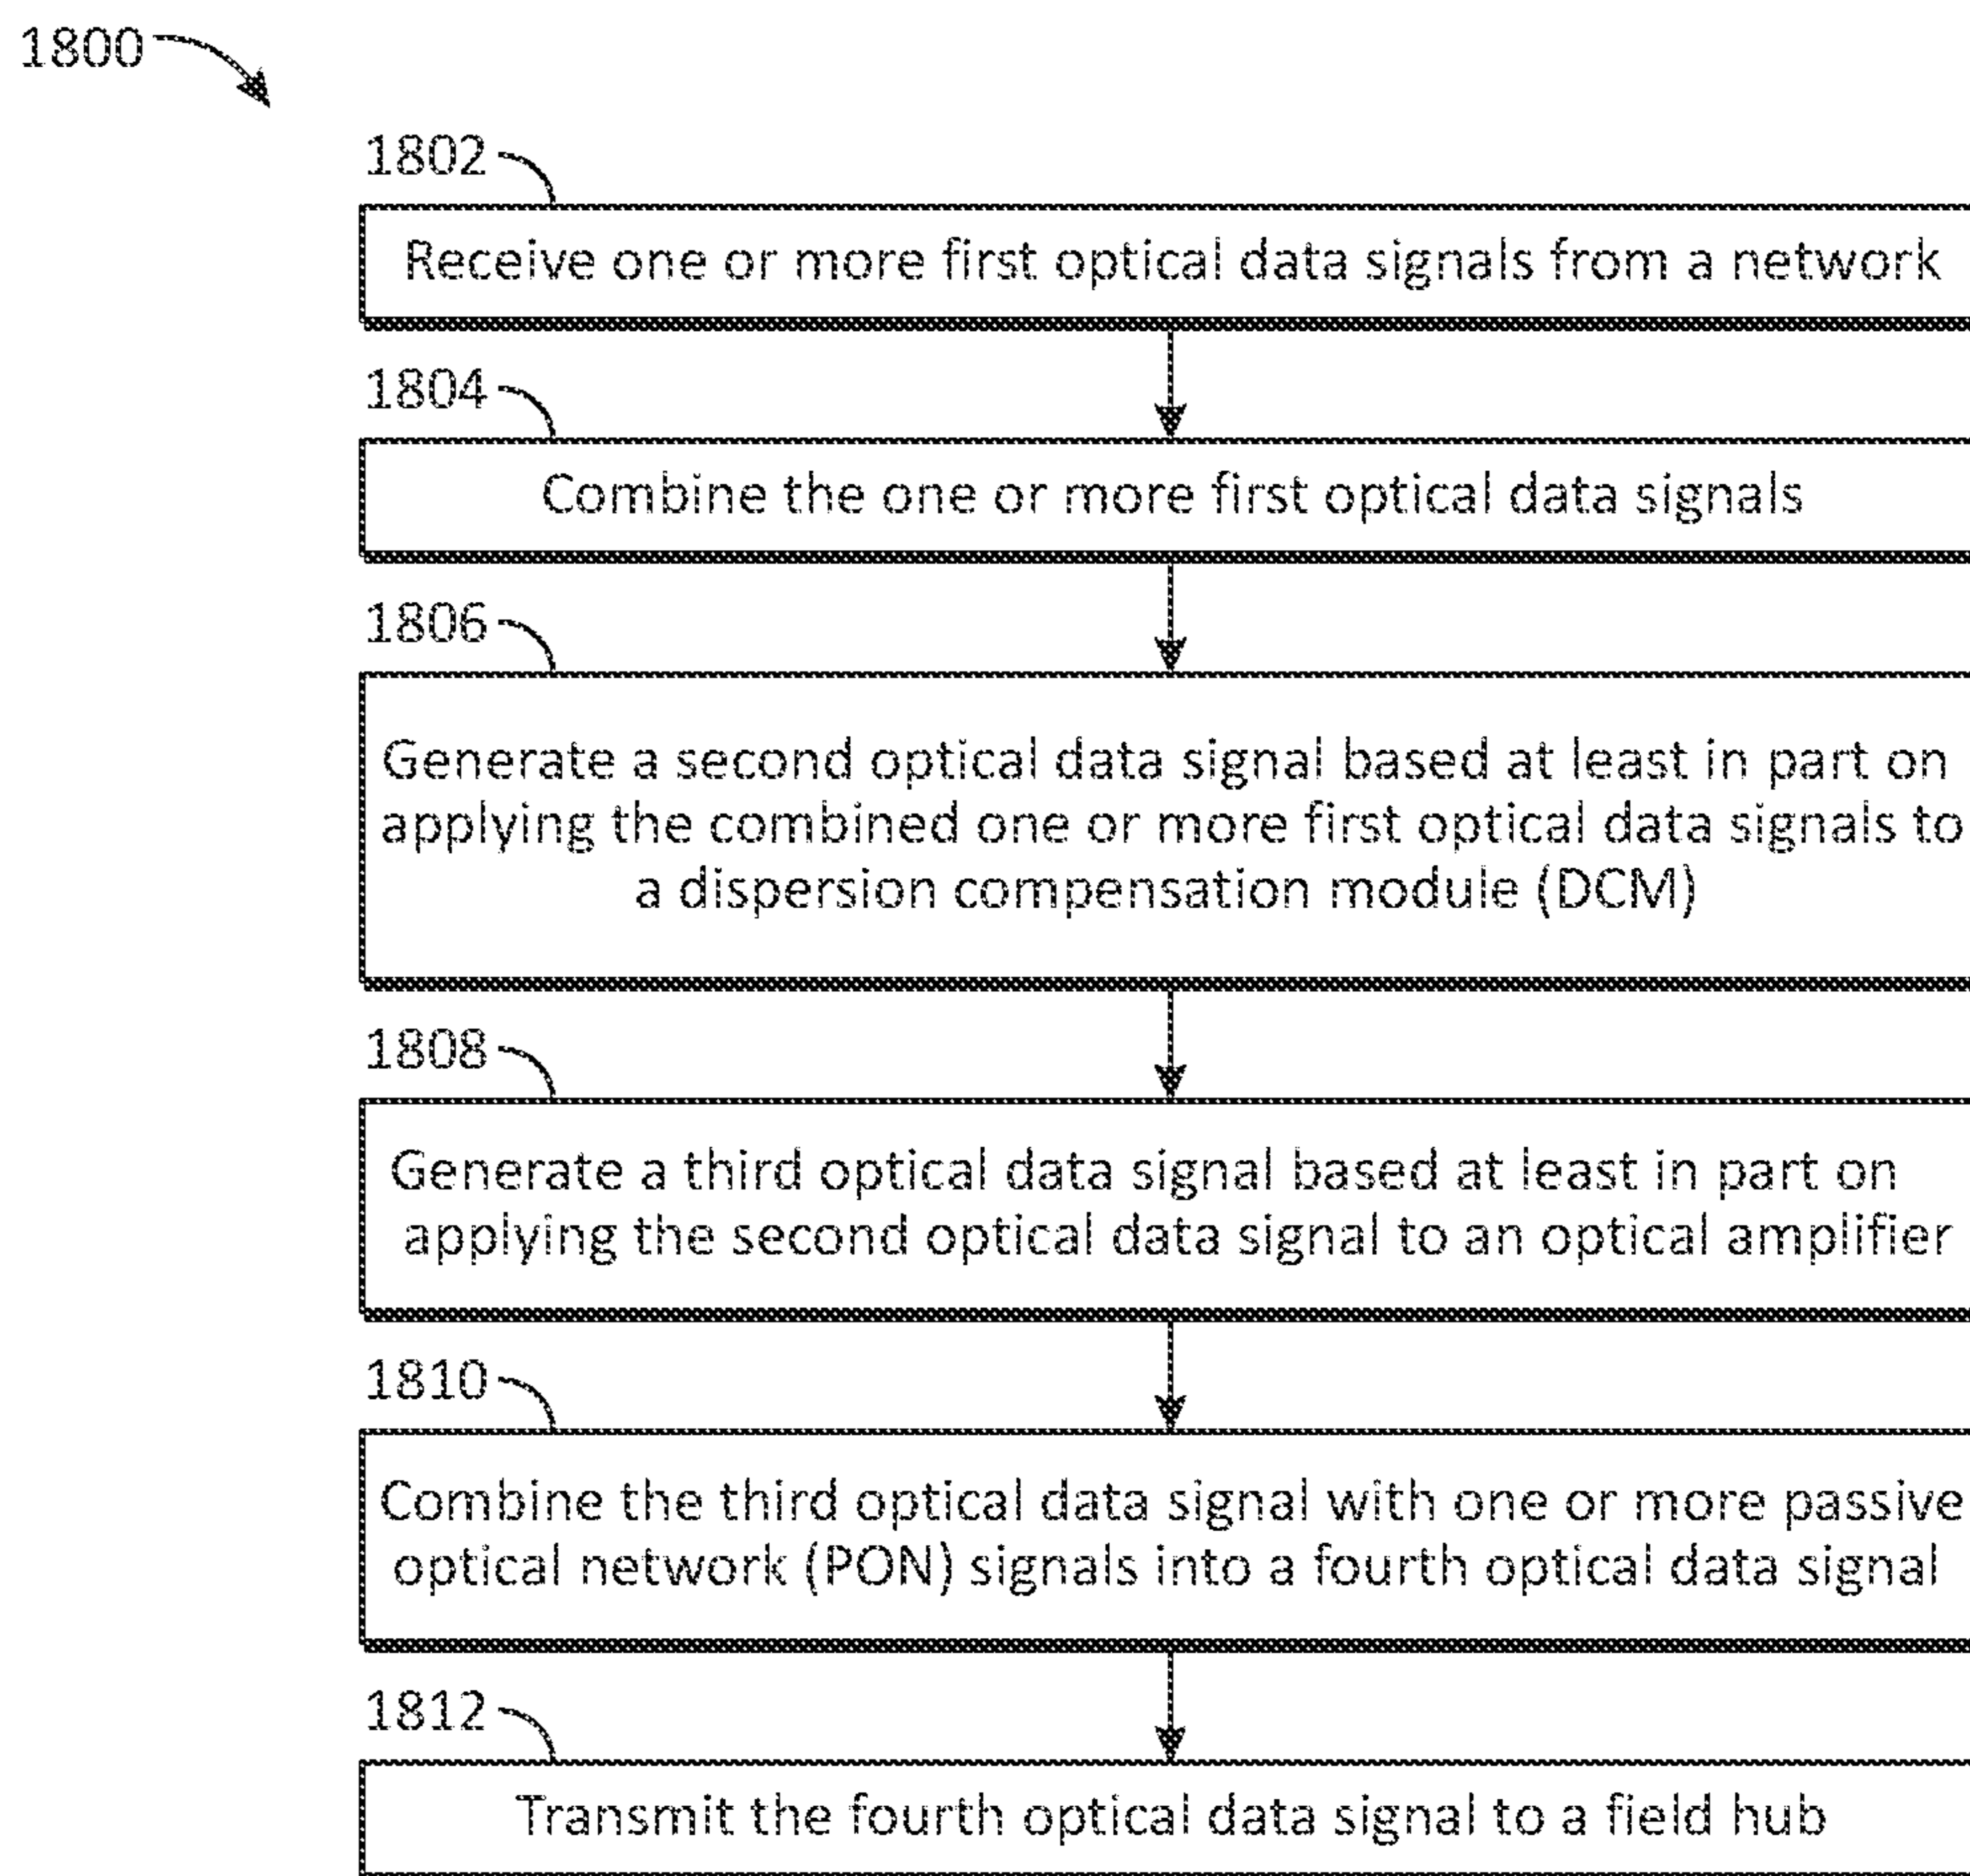 1800
1802
Receive one or more first optical data signals from a network
1804
Combine the one or more first optical data signals
1806
Generate a second optical data signal based at least in part on
applying the combined one or more first optical data signals to
a dispersion compensation module (DCM)
1808
Generate a third optical data signal based at least in part on
applying the second optical data signal to an optical amplifier
1810
Combine the third optical data signal with one or more passive
optical network (PON) signals into a fourth optical data signal
1812
Transmit the fourth optical data signal to a field hub